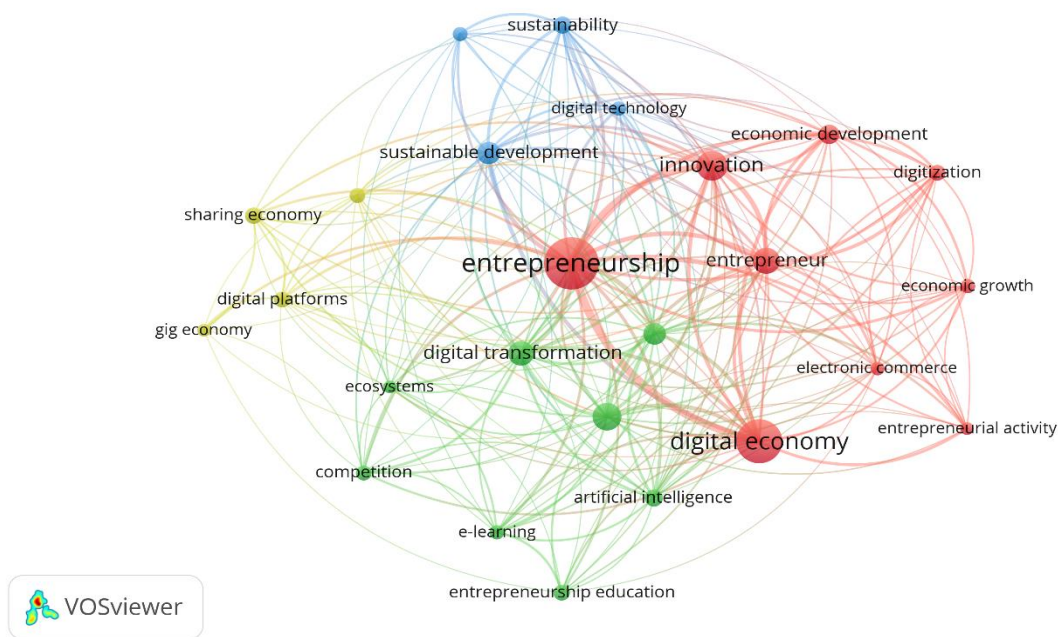 sustainability
digital technology
economic development
sustainable development
innovation
digitization
sharing economy
entrepreneurship
entrepreneur
economic growth
digital platforms
gig economy
digital transformation
electronic commerce
ecosystems
entrepreneurial activity
digital economy
competition
artificial intelligence
e-learning
entrepreneurship education
VOSviewer